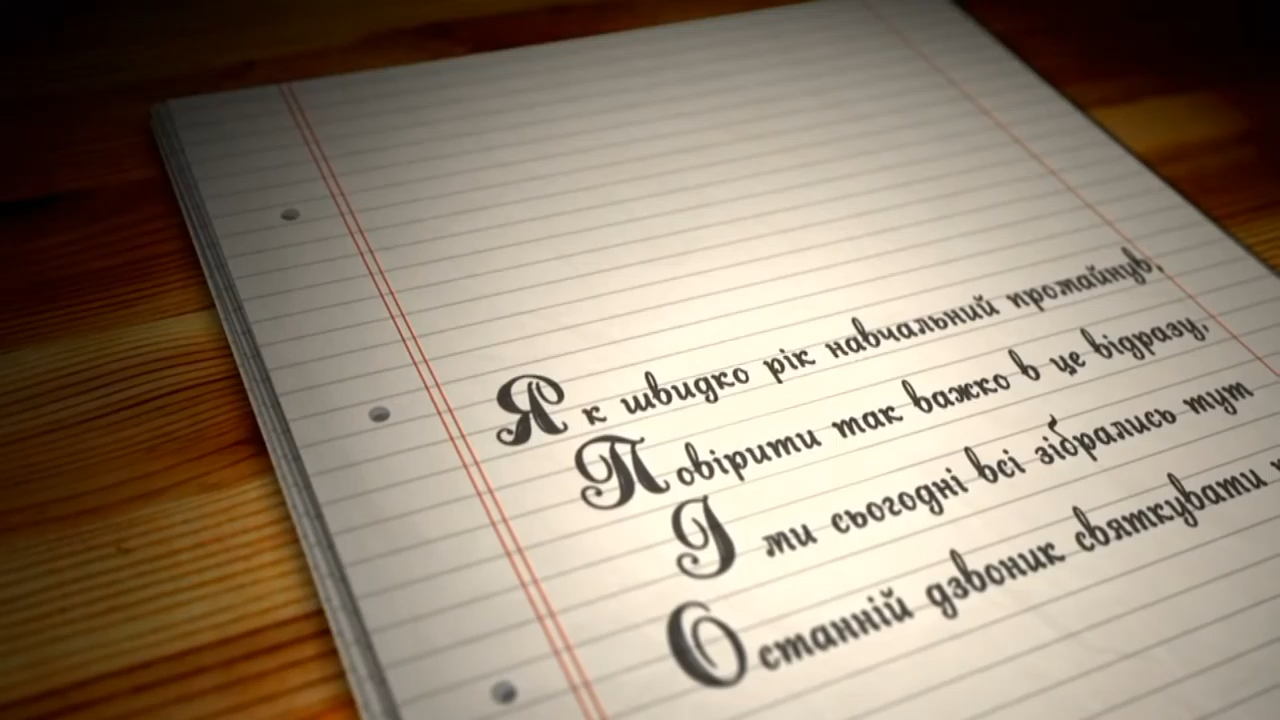 Як швидко рік навчальний промайнув,
Повірити так важко в це відразу,
І ми сьогодні всі зібрались тут
Останній дзвоник святкувати